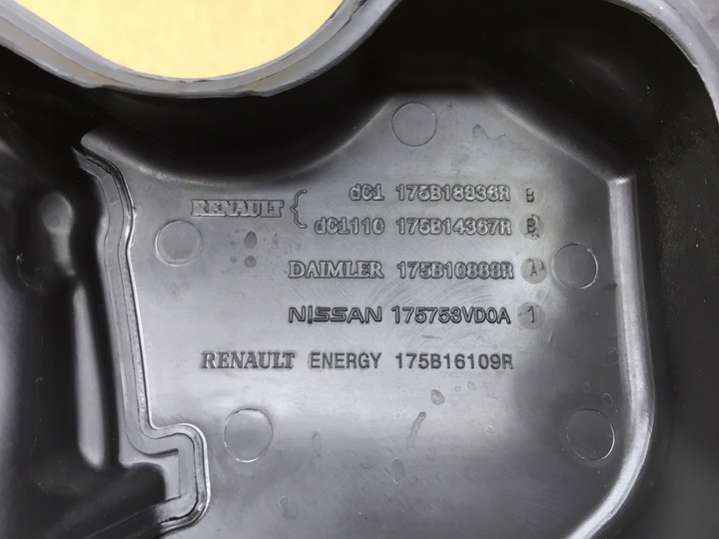 RENAULT { dCi 175B18838R B
dCi110 175B14367R B
DAIMLER 175B10888R A
NISSAN 175753VD0A 1
RENAULT ENERGY 175B16109R